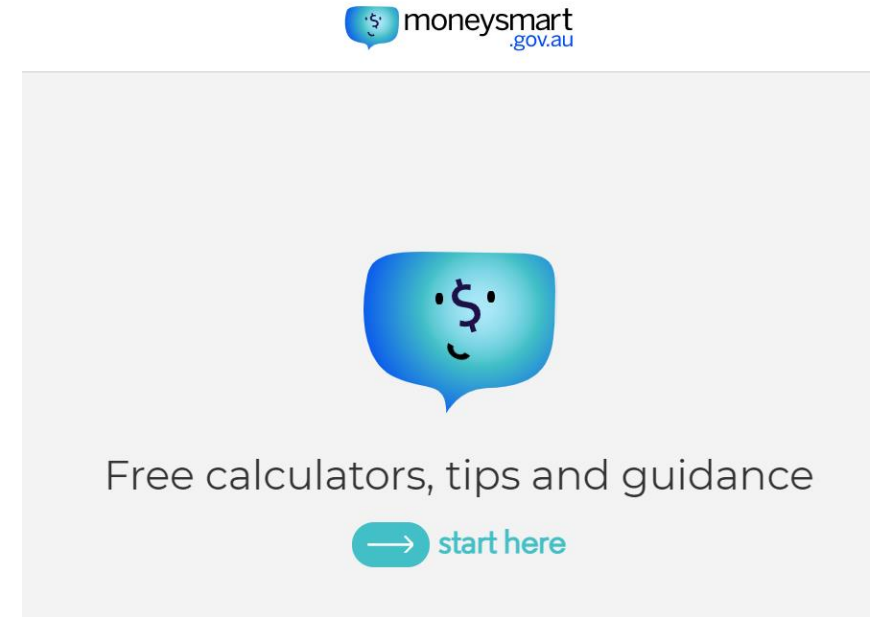 moneysmart
.gov.au
$
Free calculators, tips and guidance
start here